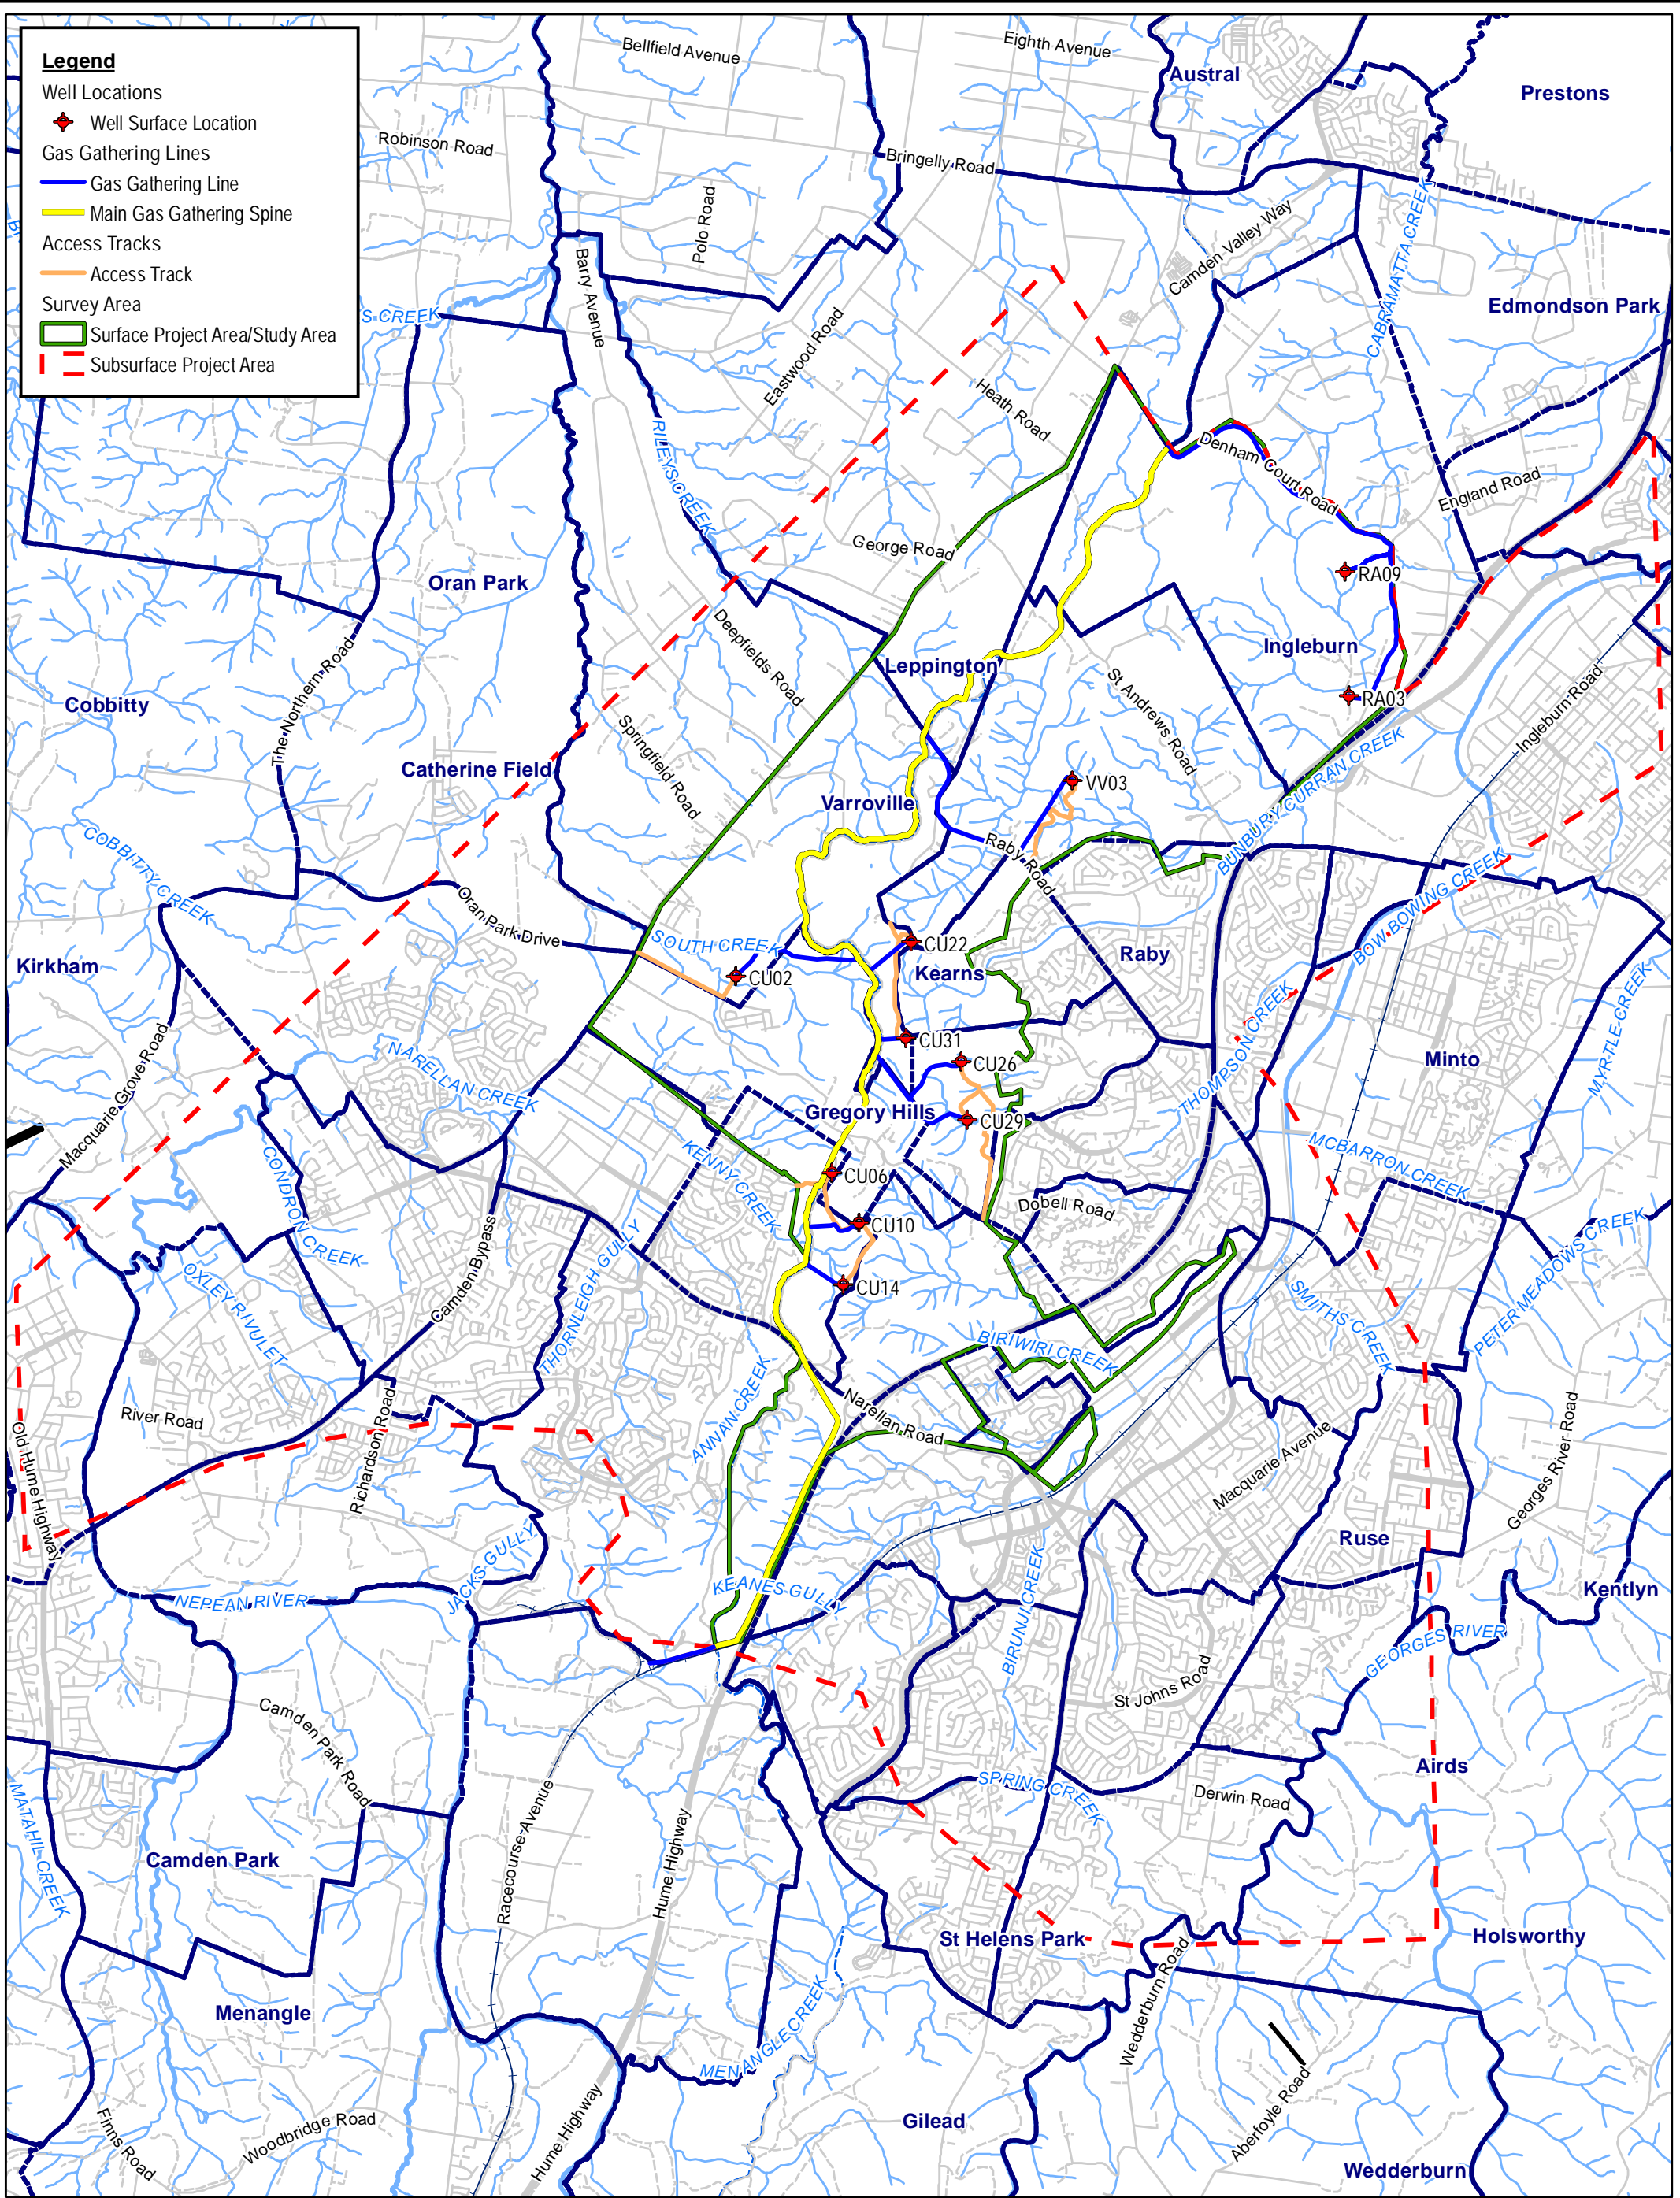 Legend
Well Locations
Well Surface Location
Gas Gathering Lines
Gas Gathering Line
Main Gas Gathering Spine
Access Tracks
Access Track
Survey Area
Surface Project Area/Study Area
Subsurface Project Area
Bellfield Avenue
Eighth Avenue
Austral
Prestons
Robinson Road
Bringelly Road
Polo Road
Camden Valley Way
CABRAMATTA CREEK
Barry Avenue
Edmondson Park
S CREEK
Eastwood Road
Heath Road
RILEYS CREEK
Denham Court Road
England Road
George Road
RA09
Oran Park
Deepfields Road
Ingleburn
Leppington
The Northern Road
St Andrews Road
RA03
Cobbitty
Ingleburn Road
Springfield Road
Catherine Field
BUNBURY CURRAN CREEK
VV03
Varroville
COBBITTY CREEK
Raby Road
BOW BOWING CREEK
Oran Park Drive
SOUTH CREEK
CU22
Raby
Kirkham
CU02
Kearns
MYRTLE CREEK
THOMPSON CREEK
CU31
Minto
NARELLAN CREEK
CU26
Macquarie Grove Road
Gregory Hills
CU29
KENNY CREEK
MCBARRON CREEK
CONDRON CREEK
CU06
Dobell Road
CU10
PETER MEADOWS CREEK
Camden Bypass
THORNLEIGH GULLY
OXLEY RIVULET
CU14
SMITHS CREEK
BIRIWIRI CREEK
ANNAN CREEK
River Road
Richardson Road
Narellan Road
Old Hume Highway
Macquarie Avenue
Georges River Road
Ruse
JACKS GULLY
KEANES GULLY
BIRUNJI CREEK
Kentlyn
NEPEAN RIVER
GEORGES RIVER
St Johns Road
Camden Park Road
Airds
MATAHIL CREEK
SPRING CREEK
Derwin Road
Racecourse Avenue
Hume Highway
Camden Park
St Helens Park
Holsworthy
Menangle
Wedderburn Road
MENANGLE CREEK
Finns Road
Woodbridge Road
Hume Highway
Gilead
Aberfoyle Road
Wedderburn